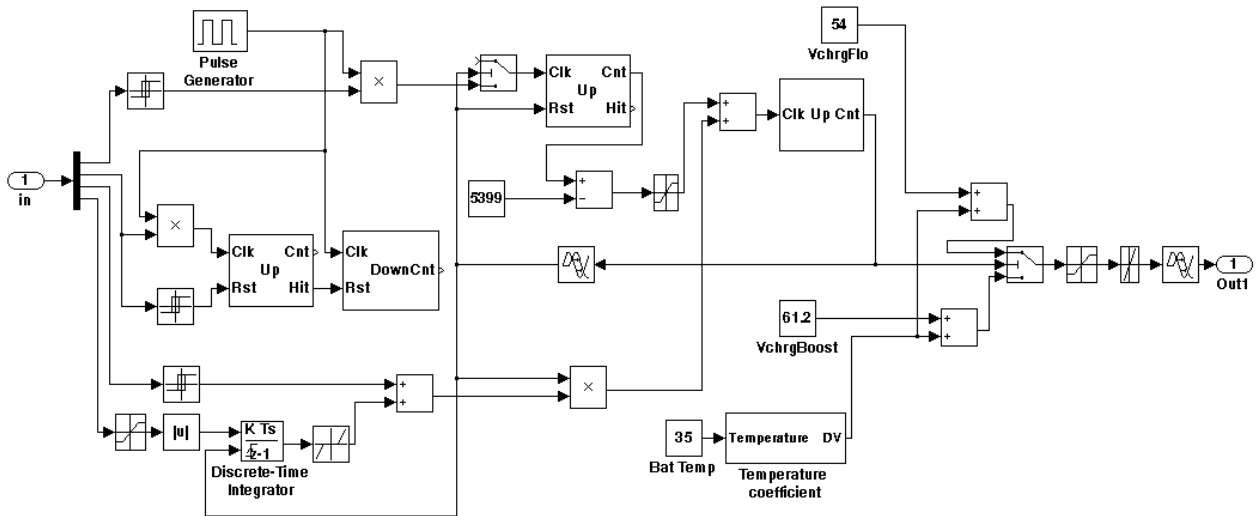 54
VchrgFlo
Pulse
Generator
×
Clk Cnt
Up
Rst Hit
+
+
Clk Up Cnt
1
in
5399
+
−
+
+
×
Clk Cnt
Up
Rst Hit
Clk
DownCnt
Rst
1
Out1
61.2
VchrgBoost
+
+
×
+
+
|u|
K Ts
z-1
Discrete-Time
Integrator
35
Bat Temp
Temperature DV
Temperature
coefficient